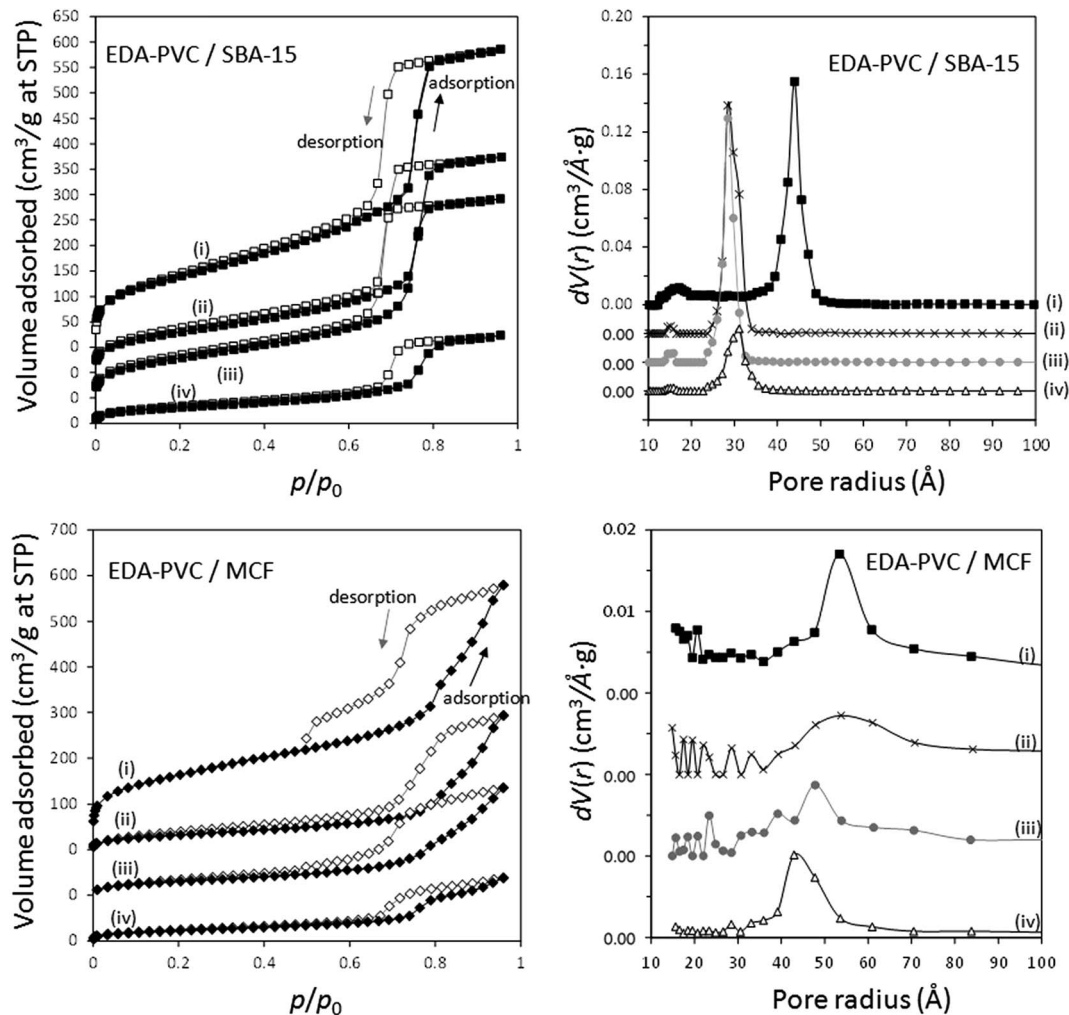 EDA-PVC / SBA-15
Volume adsorbed (cm³/g at STP)
650
600
550
500
450
400
350
300
250
200
150
100
50
0
0
0
0
adsorption
desorption
(i)
(ii)
(iii)
(iv)
0
0.2
0.4
0.6
0.8
1
p/p₀
EDA-PVC / SBA-15
dV(r) (cm³/Å·g)
0.20
0.16
0.12
0.08
0.04
0.00
0.00
0.00
0.00
(i)
(ii)
(iii)
(iv)
10
20
30
40
50
60
70
80
90
100
Pore radius (Å)
EDA-PVC / MCF
Volume adsorbed (cm³/g at STP)
700
600
500
400
300
200
100
0
0
0
desorption
adsorption
(i)
(ii)
(iii)
(iv)
0
0.2
0.4
0.6
0.8
1
p/p₀
EDA-PVC / MCF
dV(r) (cm³/Å·g)
0.02
0.01
0.00
0.00
0.00
0.00
(i)
(ii)
(iii)
(iv)
10
20
30
40
50
60
70
80
90
100
Pore radius (Å)